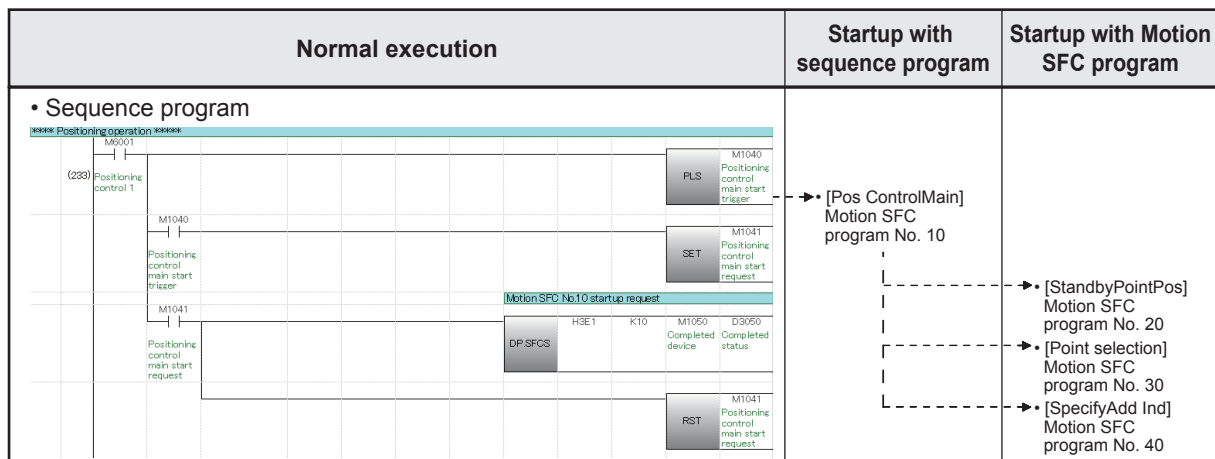 Normal execution
Startup with
sequence program
Startup with Motion
SFC program
• Sequence program
***** Positioning operation *****
(233)
M6001
Positioning
control 1
PLS
M1040
Positioning
control
main start
trigger
M1040
Positioning
control
main start
trigger
SET
M1041
Positioning
control
main start
request
Motion SFC No.10 startup request
M1041
Positioning
control
main start
request
DP.SFCS
H3E1
K10
M1050
Completed
device
D3050
Completed
status
RST
M1041
Positioning
control
main start
request
• [Pos ControlMain]
Motion SFC
program No. 10
• [StandbyPointPos]
Motion SFC
program No. 20
• [Point selection]
Motion SFC
program No. 30
• [SpecifyAdd Ind]
Motion SFC
program No. 40